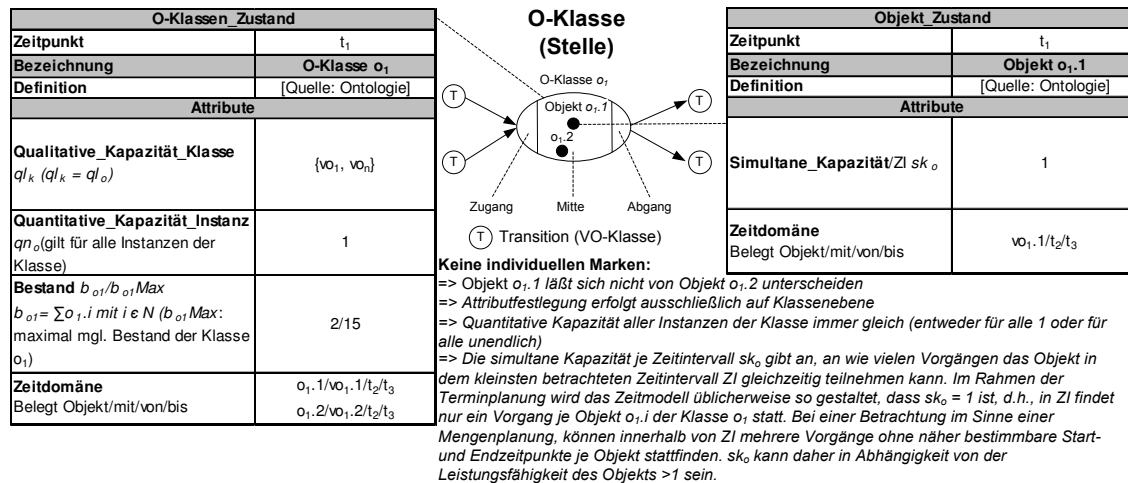 O-Klassen_Zustand
Zeitpunkt t₁
Bezeichnung O-Klasse o₁
Definition [Quelle: Ontologie]
Attribute
Qualitative_Kapazität_Klasse
ql k (ql k = ql o)
{vo₁, voₙ}
Quantitative_Kapazität_Instanz
qn o(gilt für alle Instanzen der
Klasse)
1
Bestand b o1/b o1Max
b o1= ∑o 1.i mit i є N (b o1Max:
maximal mgl. Bestand der Klasse
o₁)
2/15
Zeitdomäne
Belegt Objekt/mit/von/bis
o₁.1/vo₁.1/t₂/t₃
o₁.2/vo₁.2/t₂/t₃
O-Klasse
(Stelle)
O-Klasse o₁
T
T
T
T
Objekt o₁.1
o₁.2
Zugang Mitte Abgang
T Transition (VO-Klasse)
Objekt_Zustand
Zeitpunkt t₁
Bezeichnung Objekt o₁.1
Definition [Quelle: Ontologie]
Attribute
Simultane_Kapazität/ZI sk o
1
Zeitdomäne
Belegt Objekt/mit/von/bis
vo₁.1/t₂/t₃
Keine individuellen Marken:
=> Objekt o₁.1 läßt sich nicht von Objekt o₁.2 unterscheiden
=> Attributfestlegung erfolgt ausschließlich auf Klassenebene
=> Quantitative Kapazität aller Instanzen der Klasse immer gleich (entweder für alle 1 oder für
alle unendlich)
=> Die simultane Kapazität je Zeitintervall skₒ gibt an, an wie vielen Vorgängen das Objekt in
dem kleinsten betrachteten Zeitintervall ZI gleichzeitig teilnehmen kann. Im Rahmen der
Terminplanung wird das Zeitmodell üblicherweise so gestaltet, dass skₒ = 1 ist, d.h., in ZI findet
nur ein Vorgang je Objekt o₁.i der Klasse o₁ statt. Bei einer Betrachtung im Sinne einer
Mengenplanung, können innerhalb von ZI mehrere Vorgänge ohne näher bestimmbare Start-
und Endzeitpunkte je Objekt stattfinden. skₒ kann daher in Abhängigkeit von der
Leistungsfähigkeit des Objekts >1 sein.